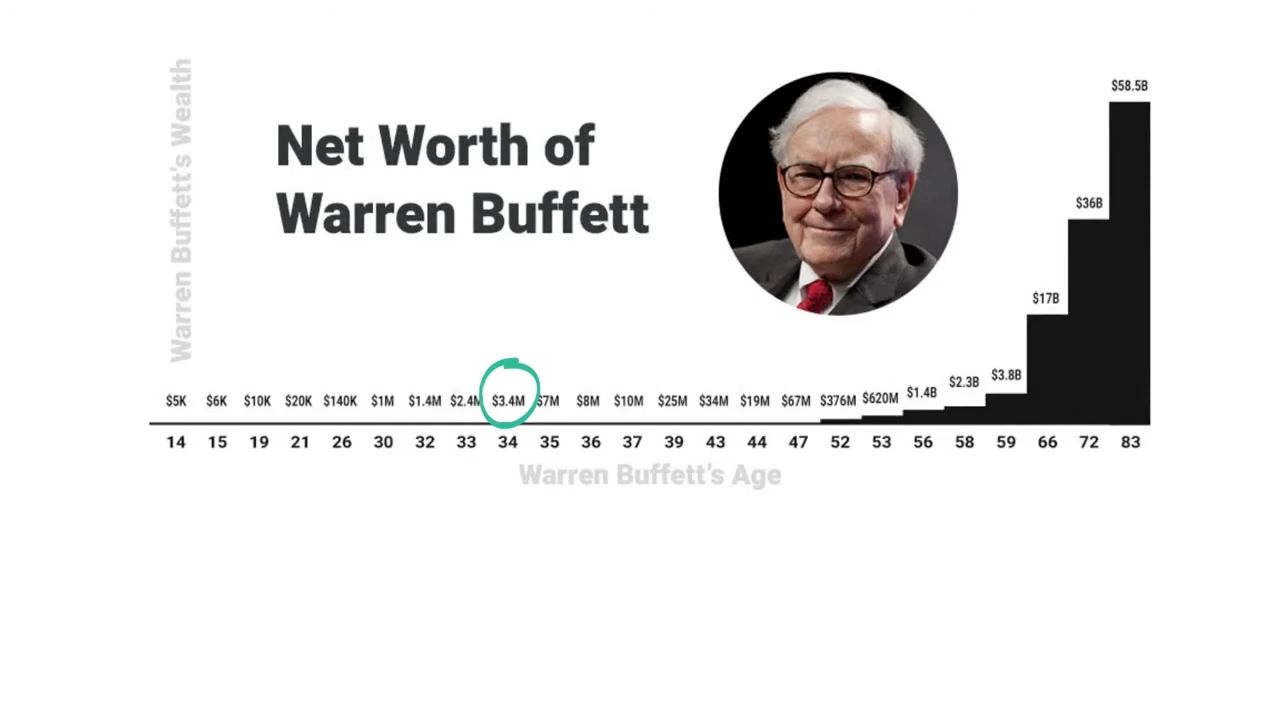 Warren Buffett's Wealth
Net Worth of
Warren Buffett
$5K $6K $10K $20K $140K $1M $1.4M $2.4M $3.4M $7M $8M $10M $25M $34M $19M $67M $376M $620M $1.4B $2.3B $3.8B $17B $36B $58.5B
14 15 19 21 26 30 32 33 34 35 36 37 39 43 44 47 52 53 56 58 59 66 72 83
Warren Buffett's Age